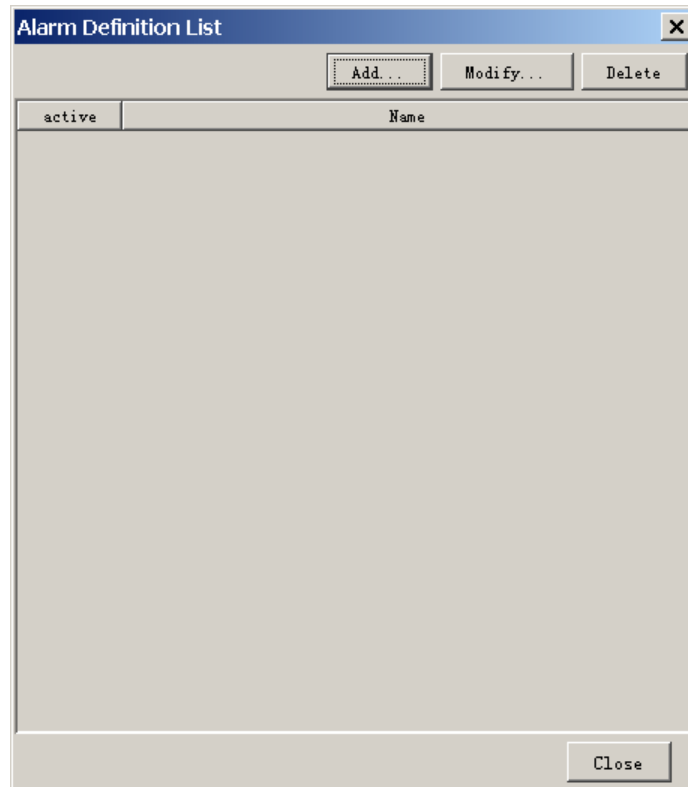 Alarm Definition List
Add... Modify... Delete
active Name
Close